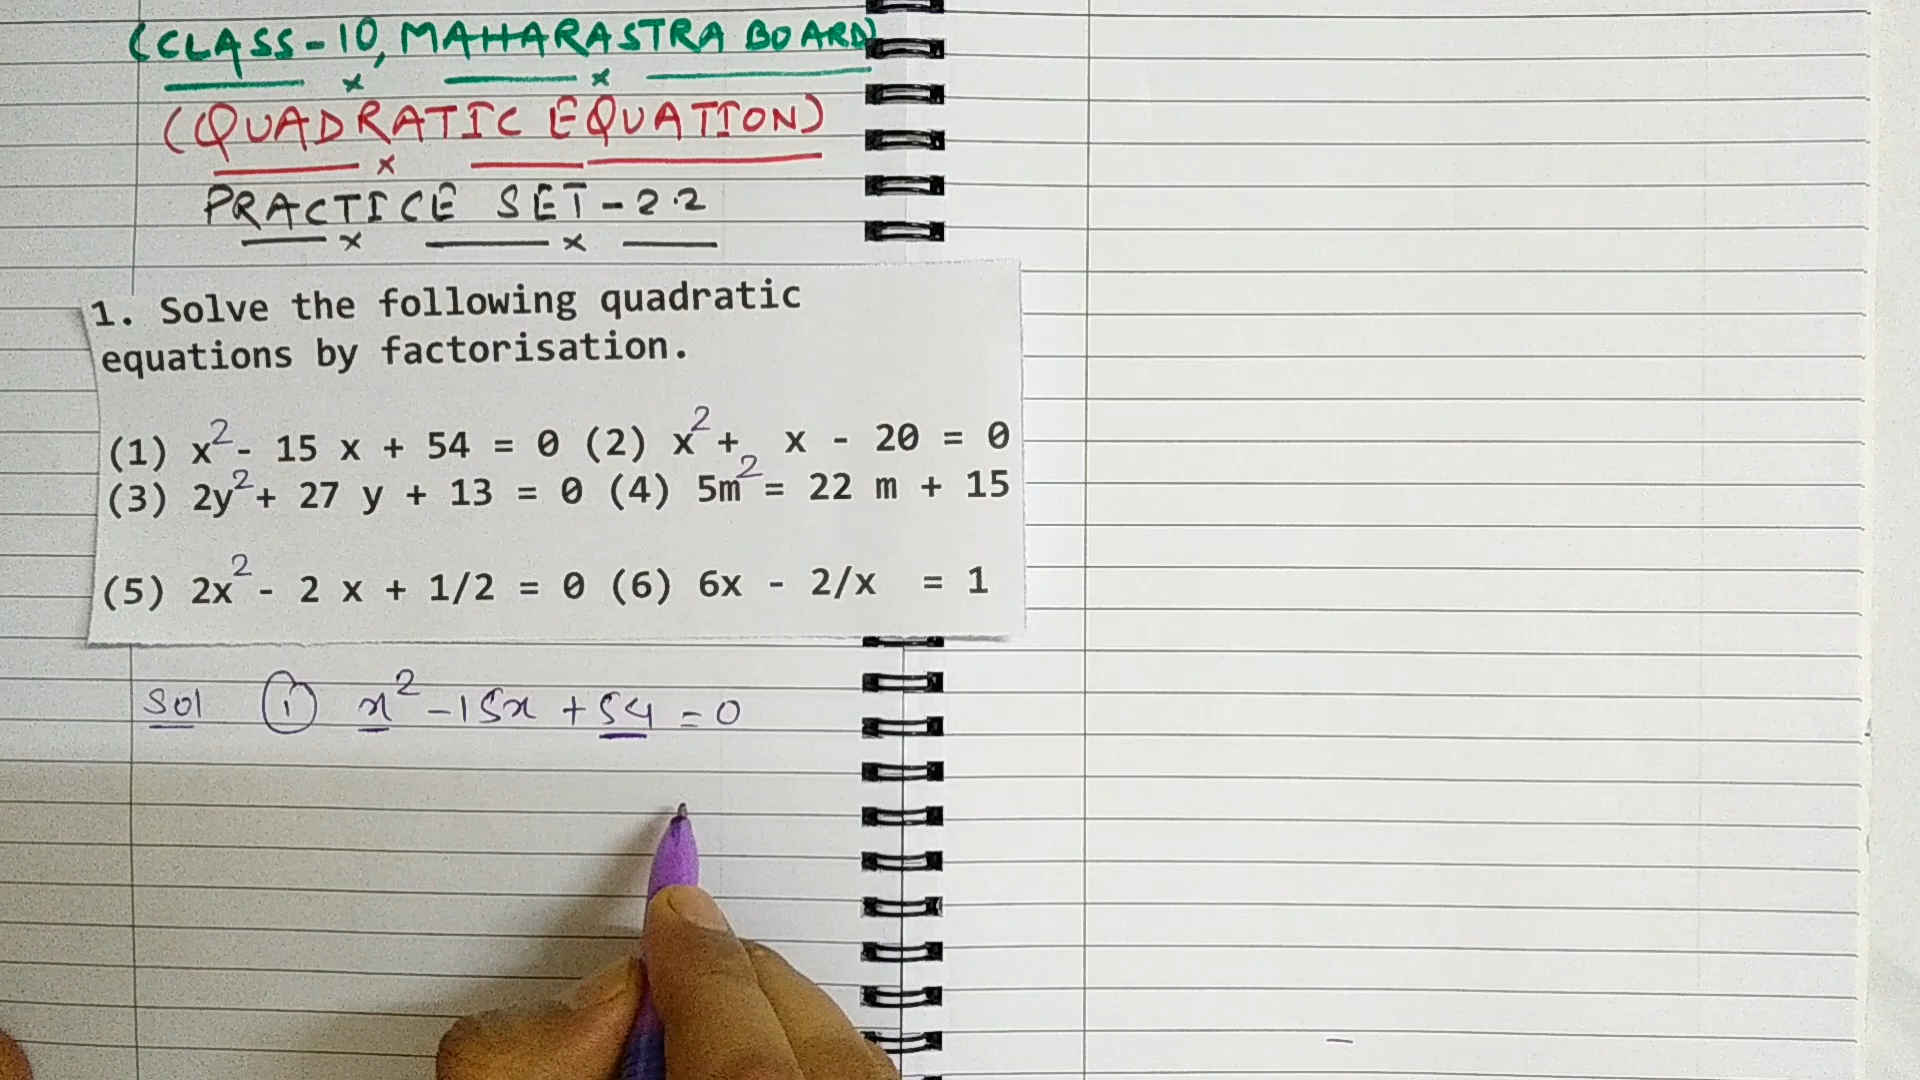 (CLASS-10, MAHARASTRA BOARD)
(QUADRATIC EQUATION)
PRACTICE SET-2.2
1. Solve the following quadratic
equations by factorisation.
(1) x² - 15 x + 54 = 0 (2) x² + x - 20 = 0
(3) 2y² + 27 y + 13 = 0 (4) 5m² = 22 m + 15
(5) 2x² - 2 x + 1/2 = 0 (6) 6x - 2/x = 1
Sol (i) x² - 15x + 54 = 0